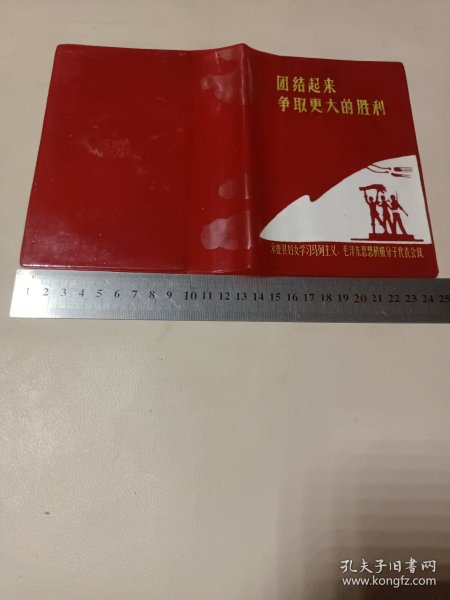 团结起来
争取更大的胜利
县妇女学习马列主义、毛泽东思想积极分子代表会议
1 2 3 4 5 6 7 8 9 10 11 12 13 14 15 16 17 18 19 20 21 22 23 24 25
孔夫子旧书网
www.kongfz.com